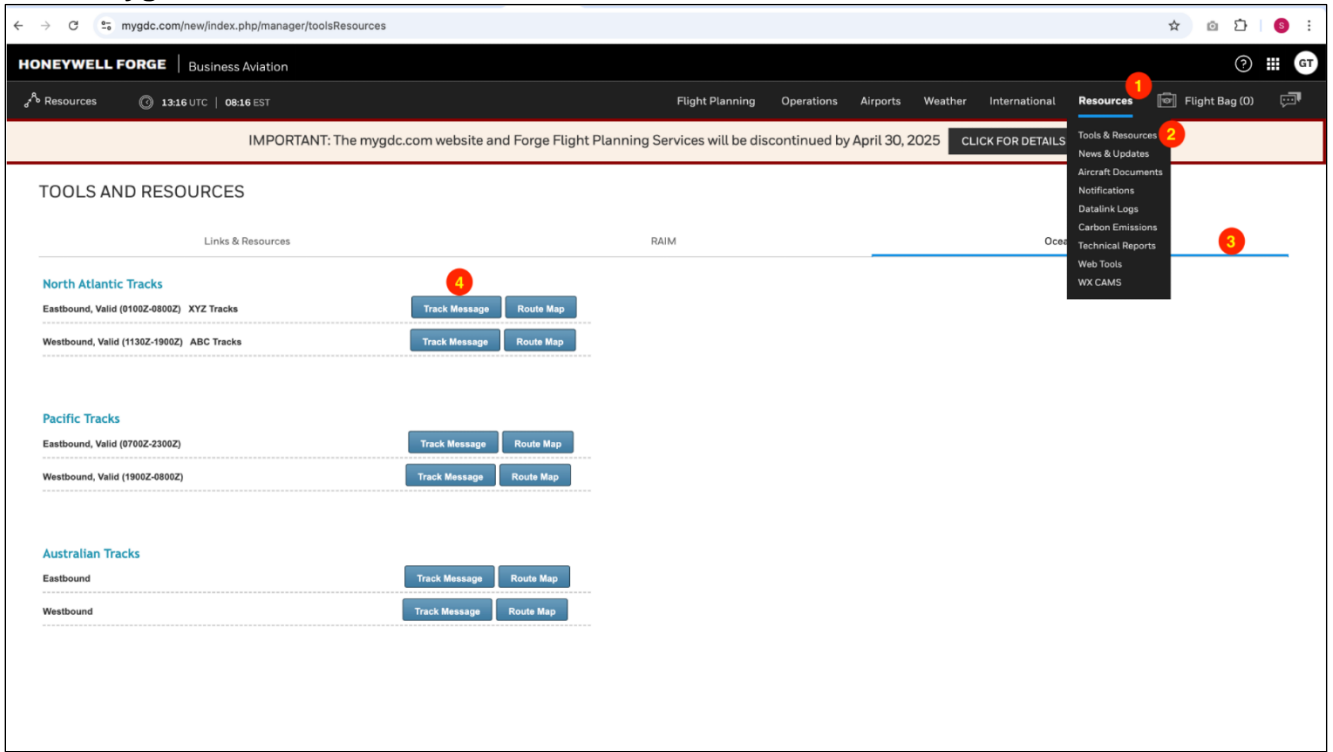 mygdc.com/new/index.php/manager/toolsResources
S
HONEYWELL FORGE | Business Aviation
? GT
Resources 13:16 UTC | 08:16 EST Flight Planning Operations Airports Weather International Resources Flight Bag (0)
1
IMPORTANT: The mygdc.com website and Forge Flight Planning Services will be discontinued by April 30, 2025 CLICK FOR DETAILS
Tools & Resources 2
News & Updates
Aircraft Documents
Notifications
Datalink Logs
Carbon Emissions
Technical Reports
Web Tools
WX CAMS
TOOLS AND RESOURCES
Links & Resources RAIM 3
North Atlantic Tracks
4
Eastbound, Valid (0100Z-0800Z) XYZ Tracks Track Message Route Map
Westbound, Valid (1130Z-1900Z) ABC Tracks Track Message Route Map
Pacific Tracks
Eastbound, Valid (0700Z-2300Z) Track Message Route Map
Westbound, Valid (1900Z-0800Z) Track Message Route Map
Australian Tracks
Eastbound Track Message Route Map
Westbound Track Message Route Map